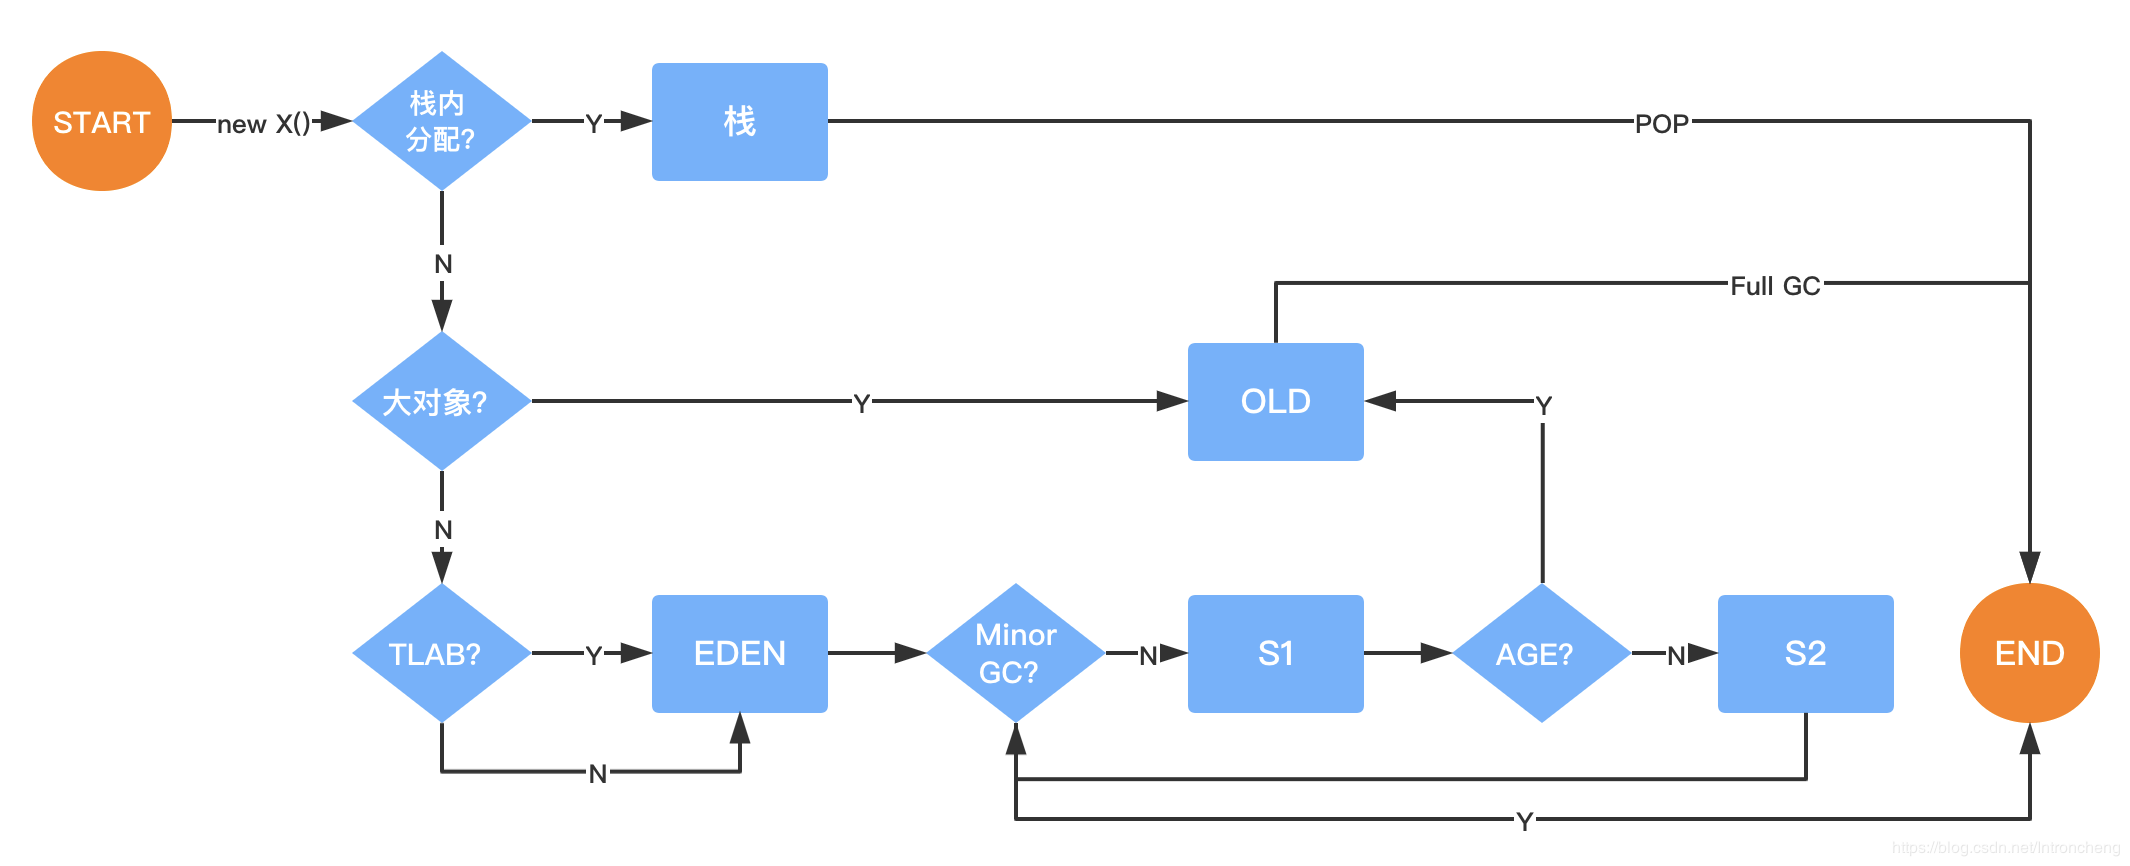 START
new X()
栈内
分配?
Y
栈
POP
N
Full GC
大对象?
Y
OLD
Y
N
TLAB?
Y
EDEN
Minor
GC?
N
S1
AGE?
N
S2
END
N
Y
https://blog.csdn.net/Introncheng